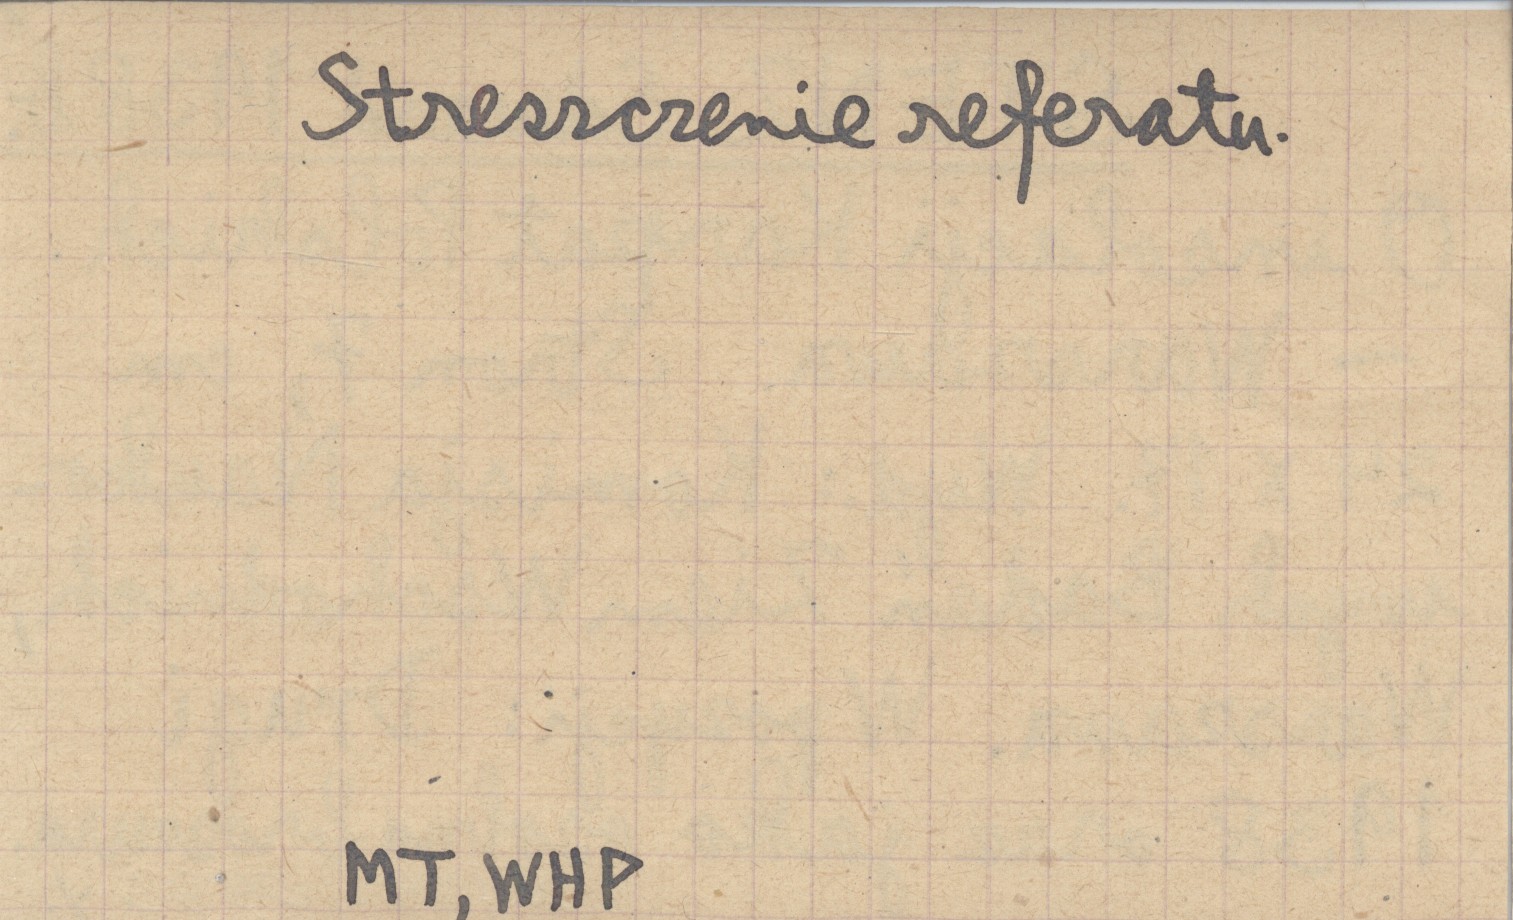 Streszczenie referatu.
MT, WHP